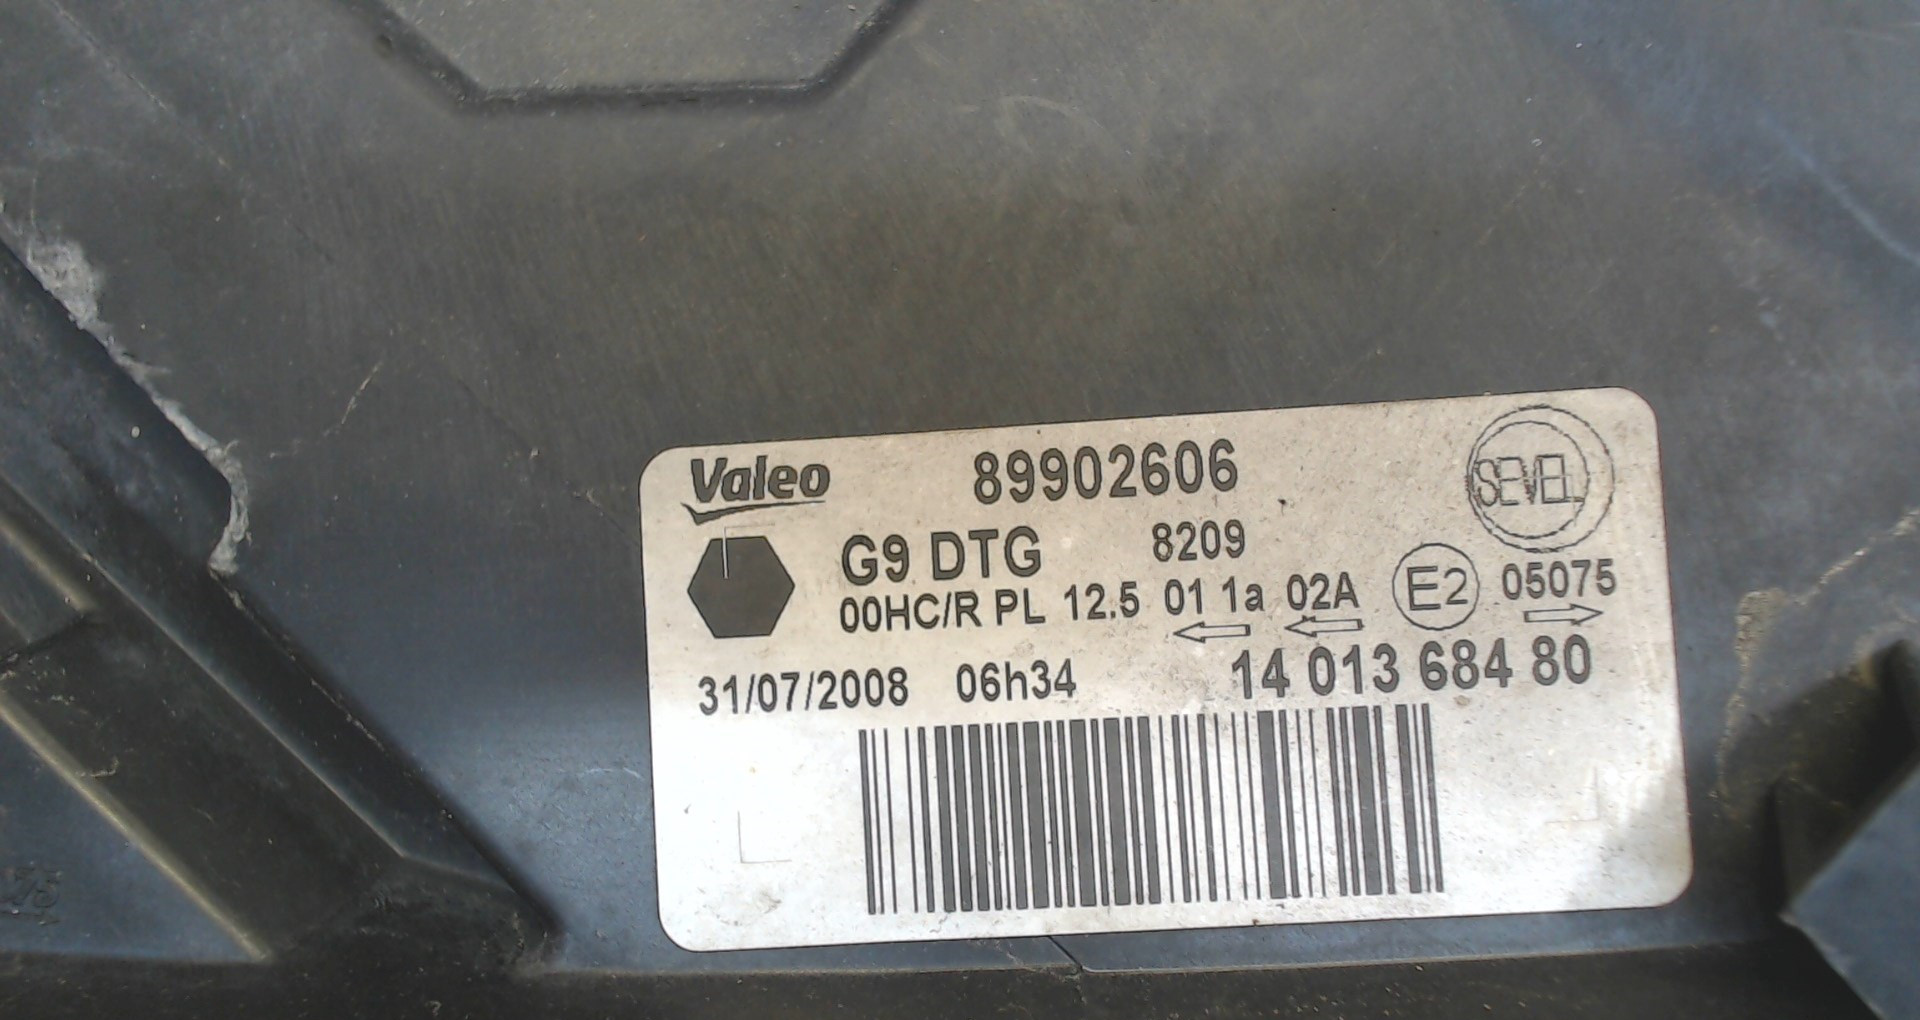 Valeo 89902606 SEVEL
G9 DTG 8209
00HC/R PL 12.5 01 1a 02A E2 05075
31/07/2008 06h34 14 013 684 80
75